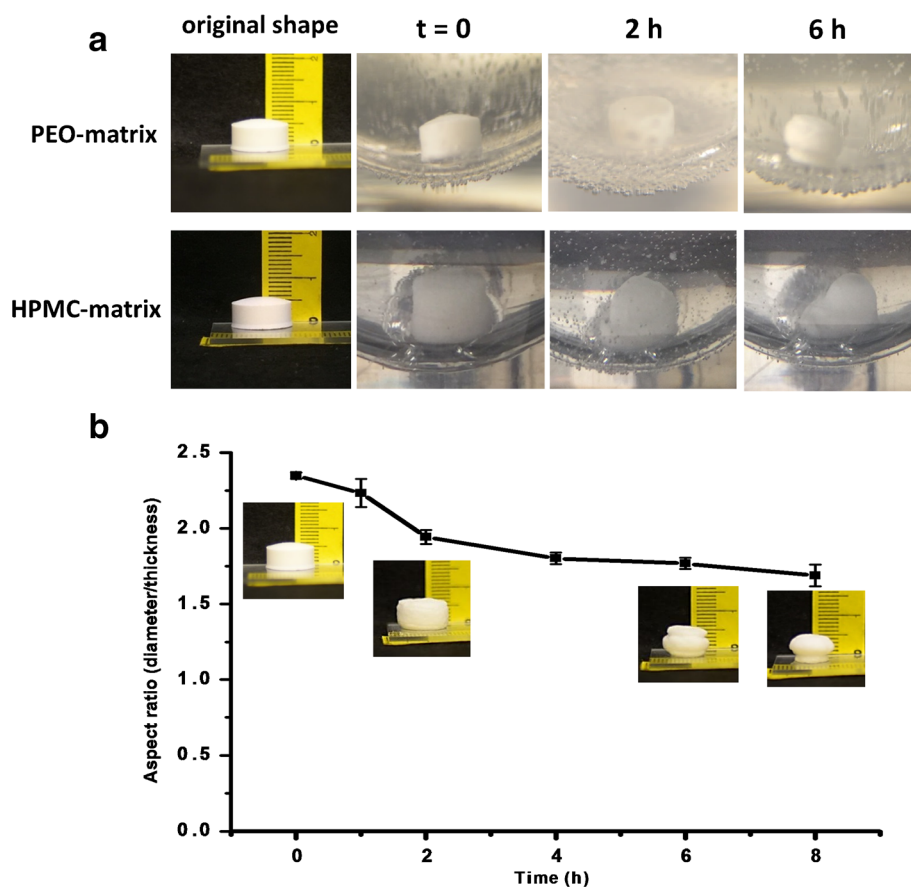 a
original shape
t = 0
2 h
6 h
PEO-matrix
HPMC-matrix
b
Aspect ratio (diameter/thickness)
2.5
2.0
1.5
1.0
0.5
0.0
0
2
4
6
8
Time (h)